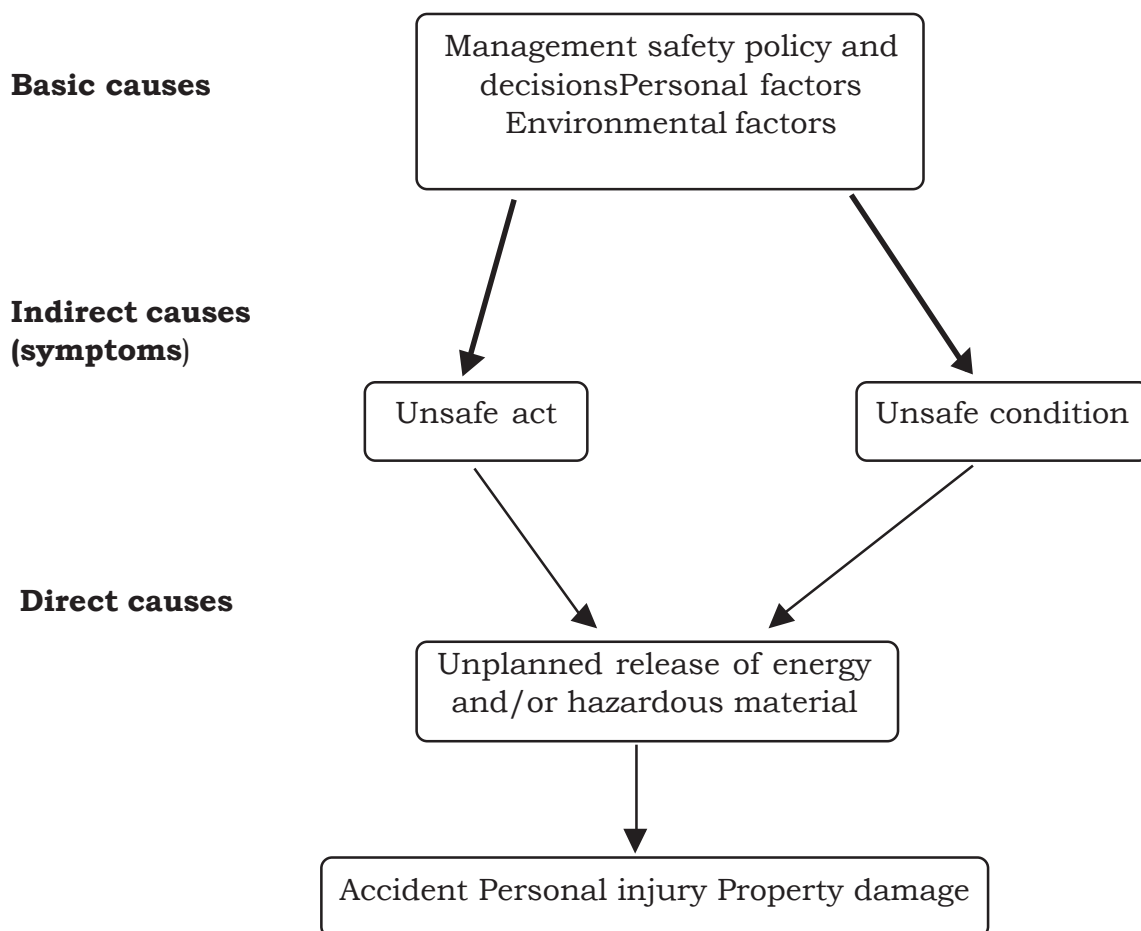 Management safety policy and
Basic causes
decisionsPersonal factors
Environmental factors
Indirect causes
(symptoms)
Unsafe act
Unsafe condition
Direct causes
Unplanned release of energy
and/or hazardous material
Accident Personal injury Property damage